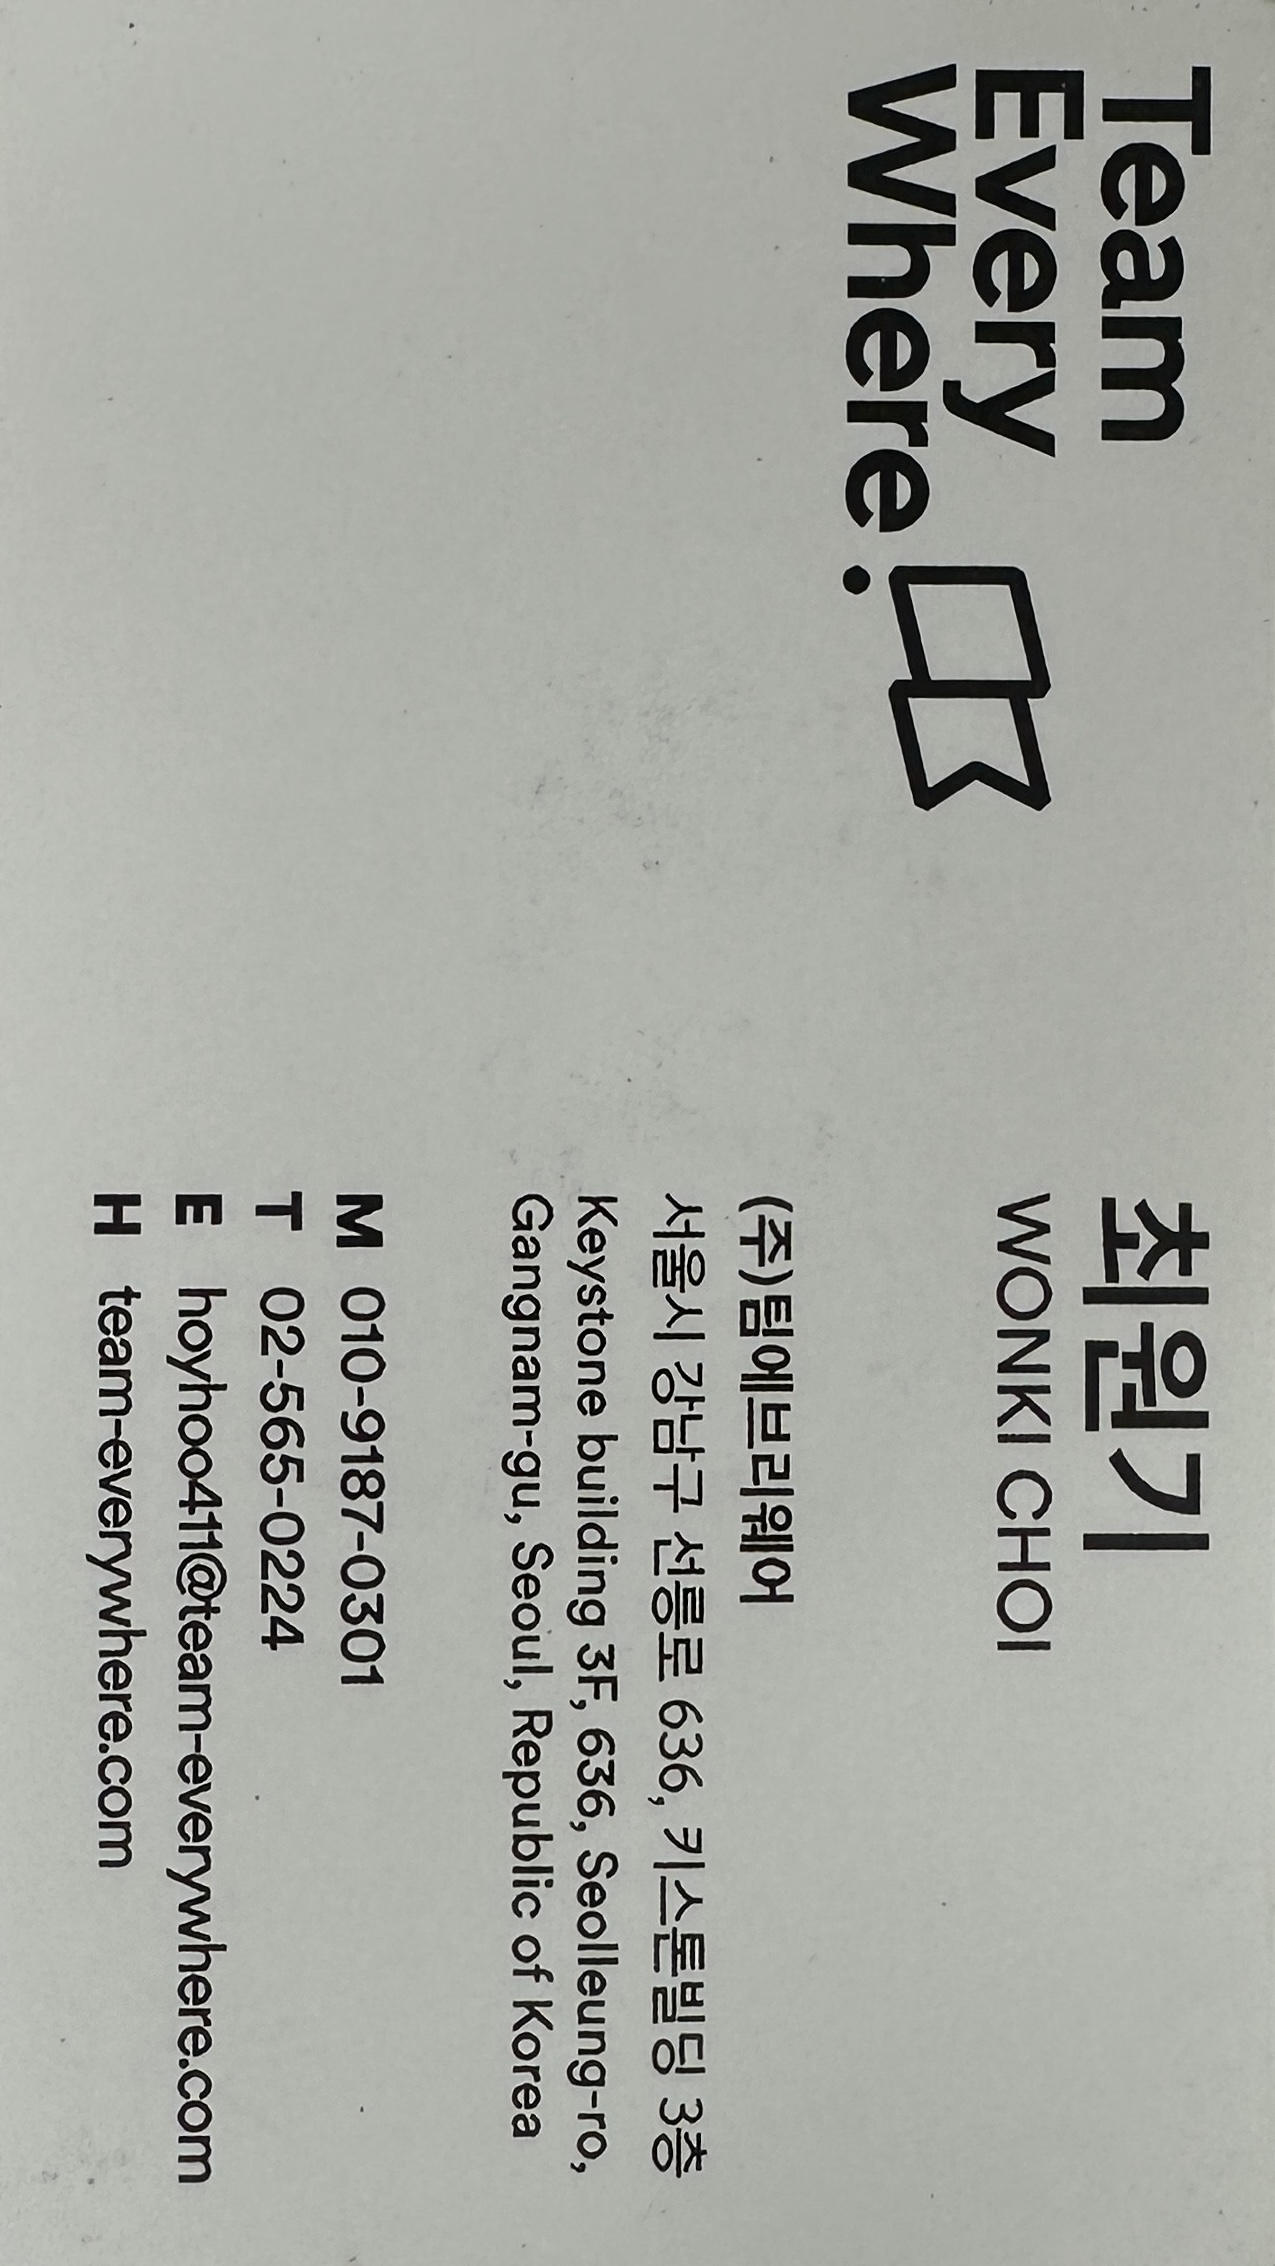 Team
Every
Where.
최원기
WONKI CHOI
(주)팀에브리웨어
서울시 강남구 선릉로 636, 키스톤빌딩 3층
Keystone building 3F, 636, Seolleung-ro,
Gangnam-gu, Seoul, Republic of Korea
M 010-9187-0301
T 02-565-0224
E hoyhoo411@team-everywhere.com
H team-everywhere.com